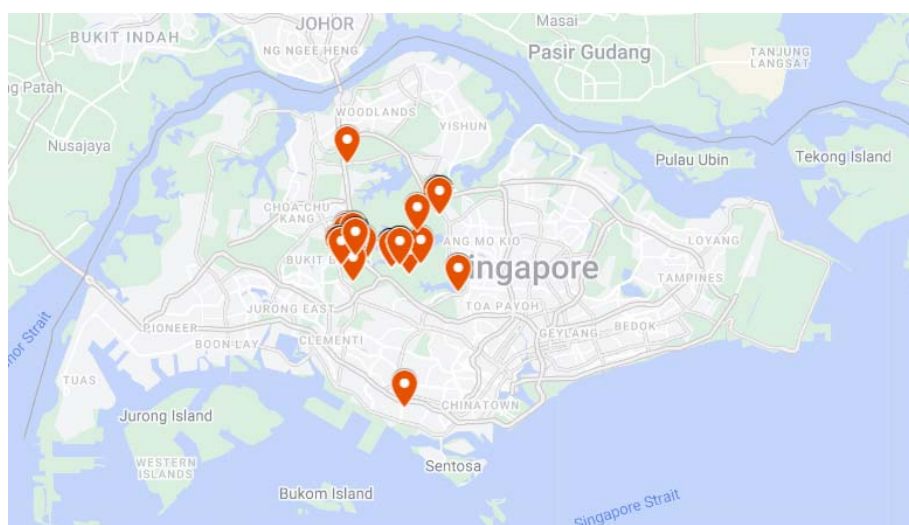 JOHOR
BUKIT INDAH
NG NGEE HENG
Masai
Pasir Gudang
TANJUNG
LANGSAT
ng Patah
Nusajaya
WOODLANDS
YISHUN
Pulau Ubin
Tekong Island
CHOA CHU
KANG
ANG MO KIO
LOYANG
BUKIT B
ingapore
TAMPINES
JURONG EAST
TOA PAYOH
PIONEER
BOON LAY
CLEMENTI
GEYLANG
BEDOK
hor Strait
TUAS
CHINATOWN
Jurong Island
WESTERN
ISLANDS
Sentosa
Bukom Island
Singapore Strait